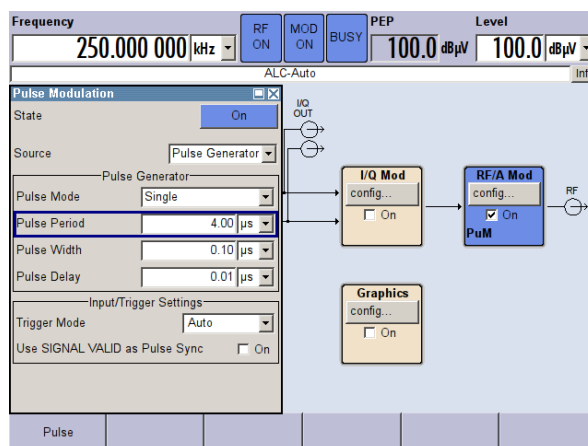 Frequency
250.000 000 kHz
RF ON
MOD ON
BUSY
PEP
100.0 dBµV
Level
100.0 dBµV
ALC-Auto
Inf
Pulse Modulation
State On
Source Pulse Generator
Pulse Generator
Pulse Mode Single
Pulse Period 4.00 µs
Pulse Width 0.10 µs
Pulse Delay 0.01 µs
Input/Trigger Settings
Trigger Mode Auto
Use SIGNAL VALID as Pulse Sync On
I/Q
OUT
I/Q Mod
config...
On
RF/A Mod
config...
On
PuM
RF
Graphics
config...
On
Pulse